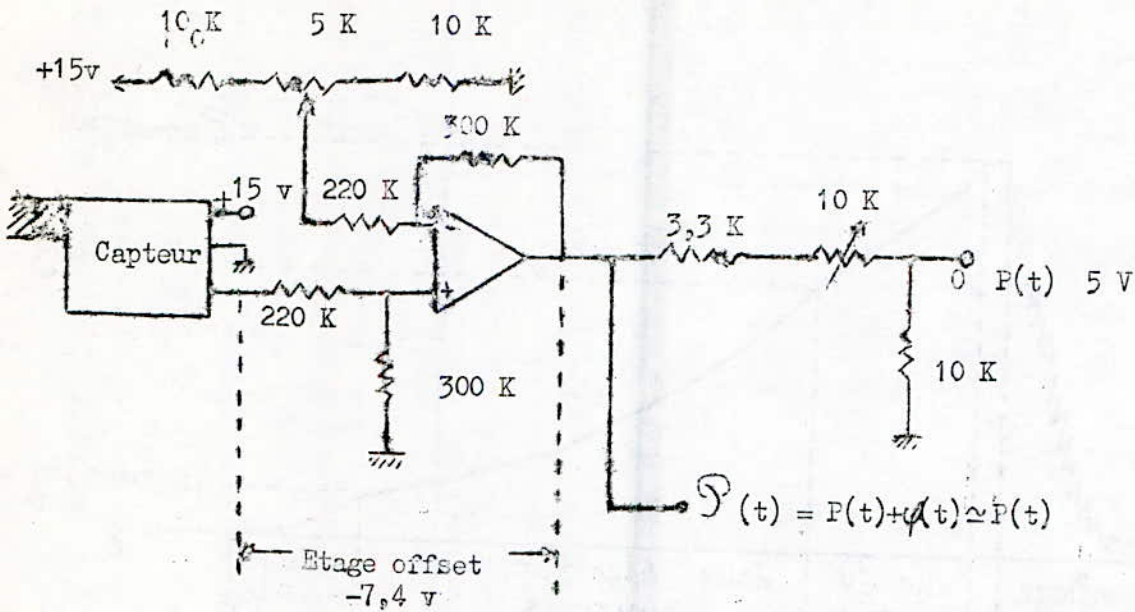 10 K 5 K 10 K
+15v
300 K
+15 v 220 K
Capteur
3,3 K 10 K
0 P(t) 5 V
220 K
300 K
10 K
𝒫(t) = P(t)+φ(t)≃P(t)
Etage offset
-7,4 v